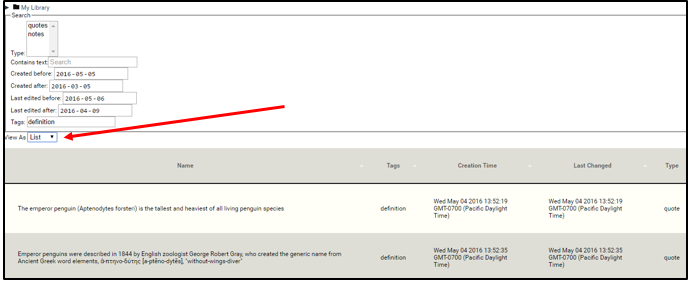 My Library
Search
quotes
notes
Type:
Contains text: Search
Created before: 2016-05-05
Created after: 2016-03-05
Last edited before: 2016-05-06
Last edited after: 2016-04-09
Tags: definition
View As List
Name Tags Creation Time Last Changed Type
The emperor penguin (Aptenodytes forsteri) is the tallest and heaviest of all living penguin species definition Wed May 04 2016 13:52:19 GMT-0700 (Pacific Daylight Time) Wed May 04 2016 13:52:19 GMT-0700 (Pacific Daylight Time) quote
Emperor penguins were described in 1844 by English zoologist George Robert Gray, who created the generic name from Ancient Greek word elements, ἀ-πτηνο-δύτης [a-ptēno-dytēs], "without-wings-diver" definition Wed May 04 2016 13:52:35 GMT-0700 (Pacific Daylight Time) Wed May 04 2016 13:52:35 GMT-0700 (Pacific Daylight Time) quote